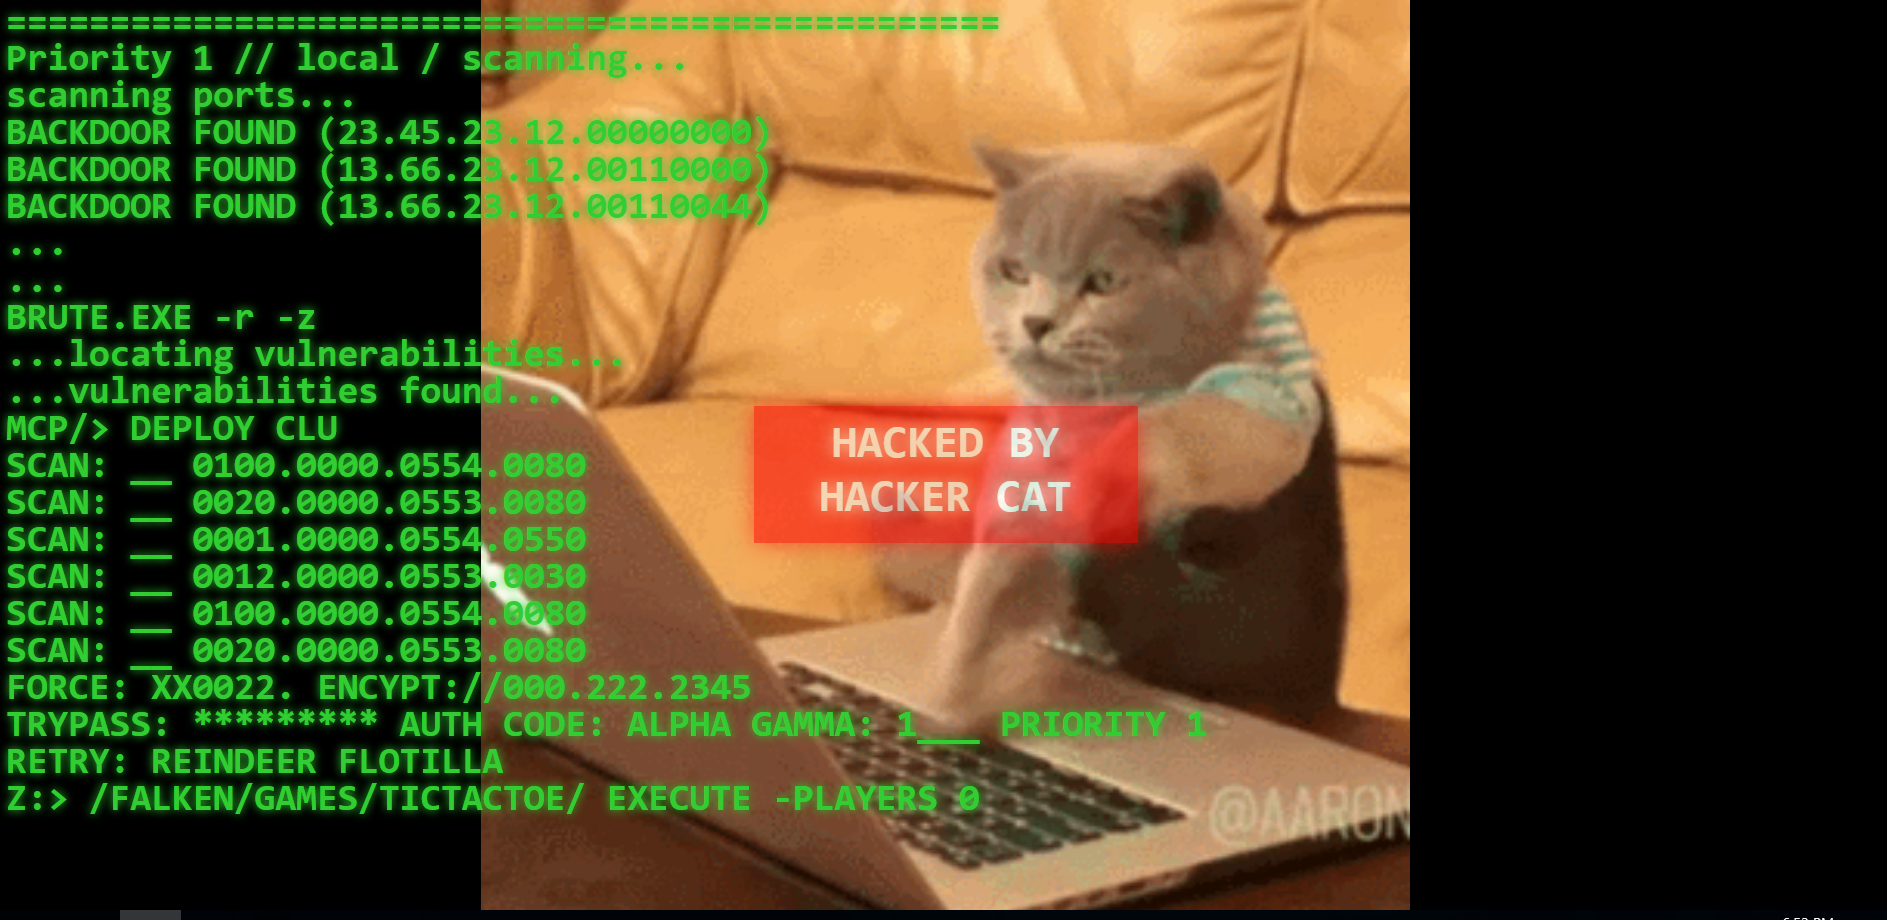 ================================================
Priority 1 // local / scanning...
scanning ports...
BACKDOOR FOUND (23.45.23.12.00000000)
BACKDOOR FOUND (13.66.23.12.00110000)
BACKDOOR FOUND (13.66.23.12.00110044)
...
...
BRUTE.EXE -r -z
...locating vulnerabilities...
...vulnerabilities found...
MCP/> DEPLOY CLU
SCAN: __ 0100.0000.0554.0080
SCAN: __ 0020.0000.0553.0080
SCAN: __ 0001.0000.0554.0550
SCAN: __ 0012.0000.0553.0030
SCAN: __ 0100.0000.0554.0080
SCAN: __ 0020.0000.0553.0080
FORCE: XX0022. ENCYPT://000.222.2345
TRYPASS: ********* AUTH CODE: ALPHA GAMMA: 1___ PRIORITY 1
RETRY: REINDEER FLOTILLA
Z:> /FALKEN/GAMES/TICTACTOE/ EXECUTE -PLAYERS 0
HACKED BY
HACKER CAT
@AARON